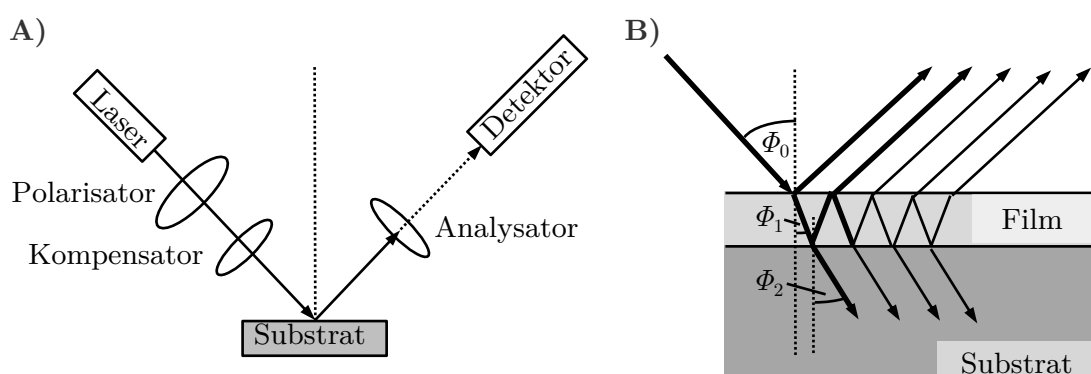 A)
Laser
Polarisator
Kompensator
Substrat
Analysator
Detektor
B)
Φ0
Φ1
Film
Φ2
Substrat